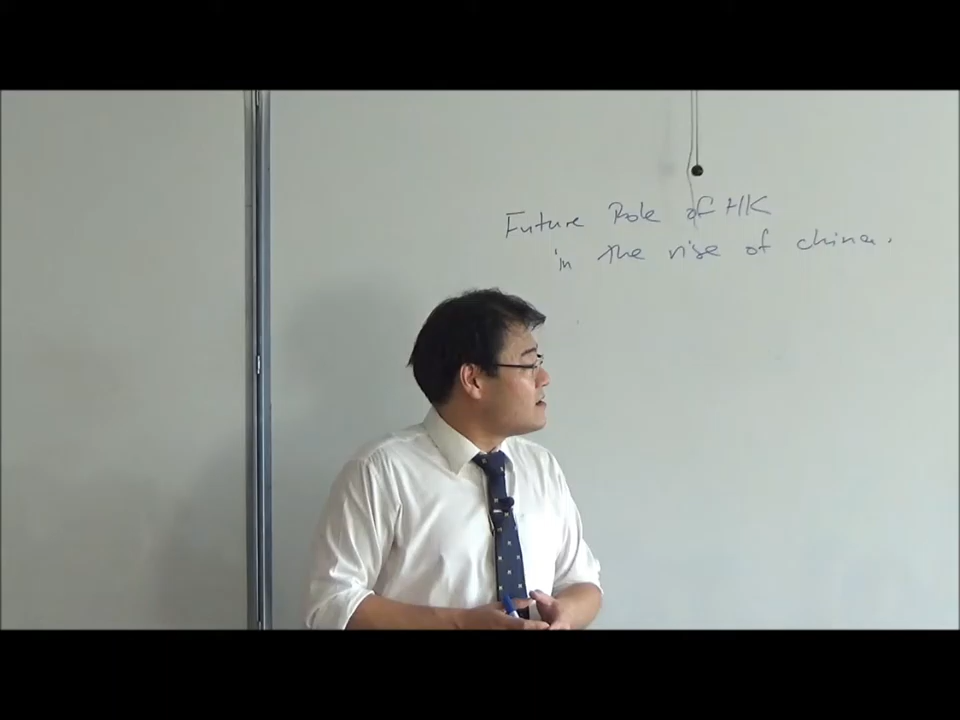 Future Role of HK
in the rise of china.